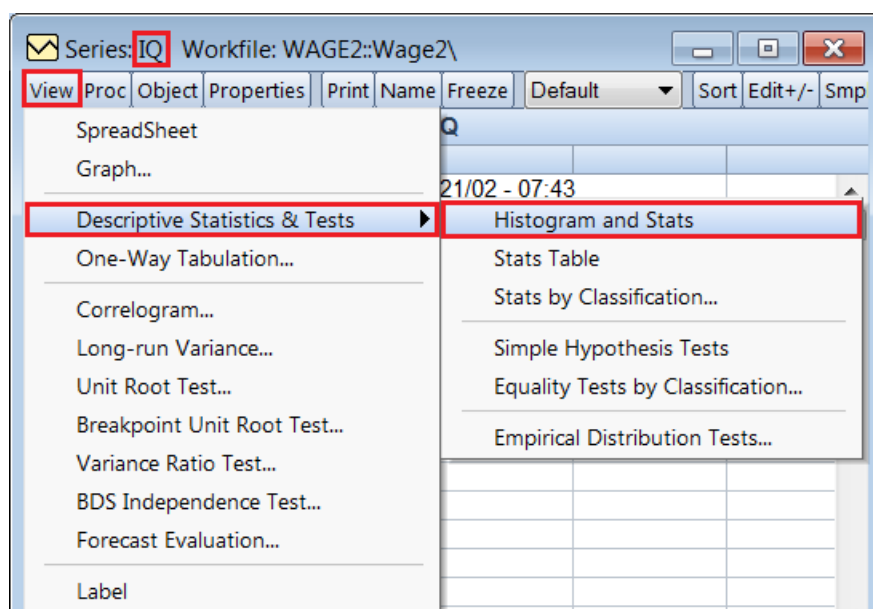 Series: IQ Workfile: WAGE2::Wage2\
View Proc Object Properties Print Name Freeze Default Sort Edit+/- Smp
SpreadSheet
Graph...
Descriptive Statistics & Tests
One-Way Tabulation...
Correlogram...
Long-run Variance...
Unit Root Test...
Breakpoint Unit Root Test...
Variance Ratio Test...
BDS Independence Test...
Forecast Evaluation...
Label
Q
21/02 - 07:43
Histogram and Stats
Stats Table
Stats by Classification...
Simple Hypothesis Tests
Equality Tests by Classification...
Empirical Distribution Tests...